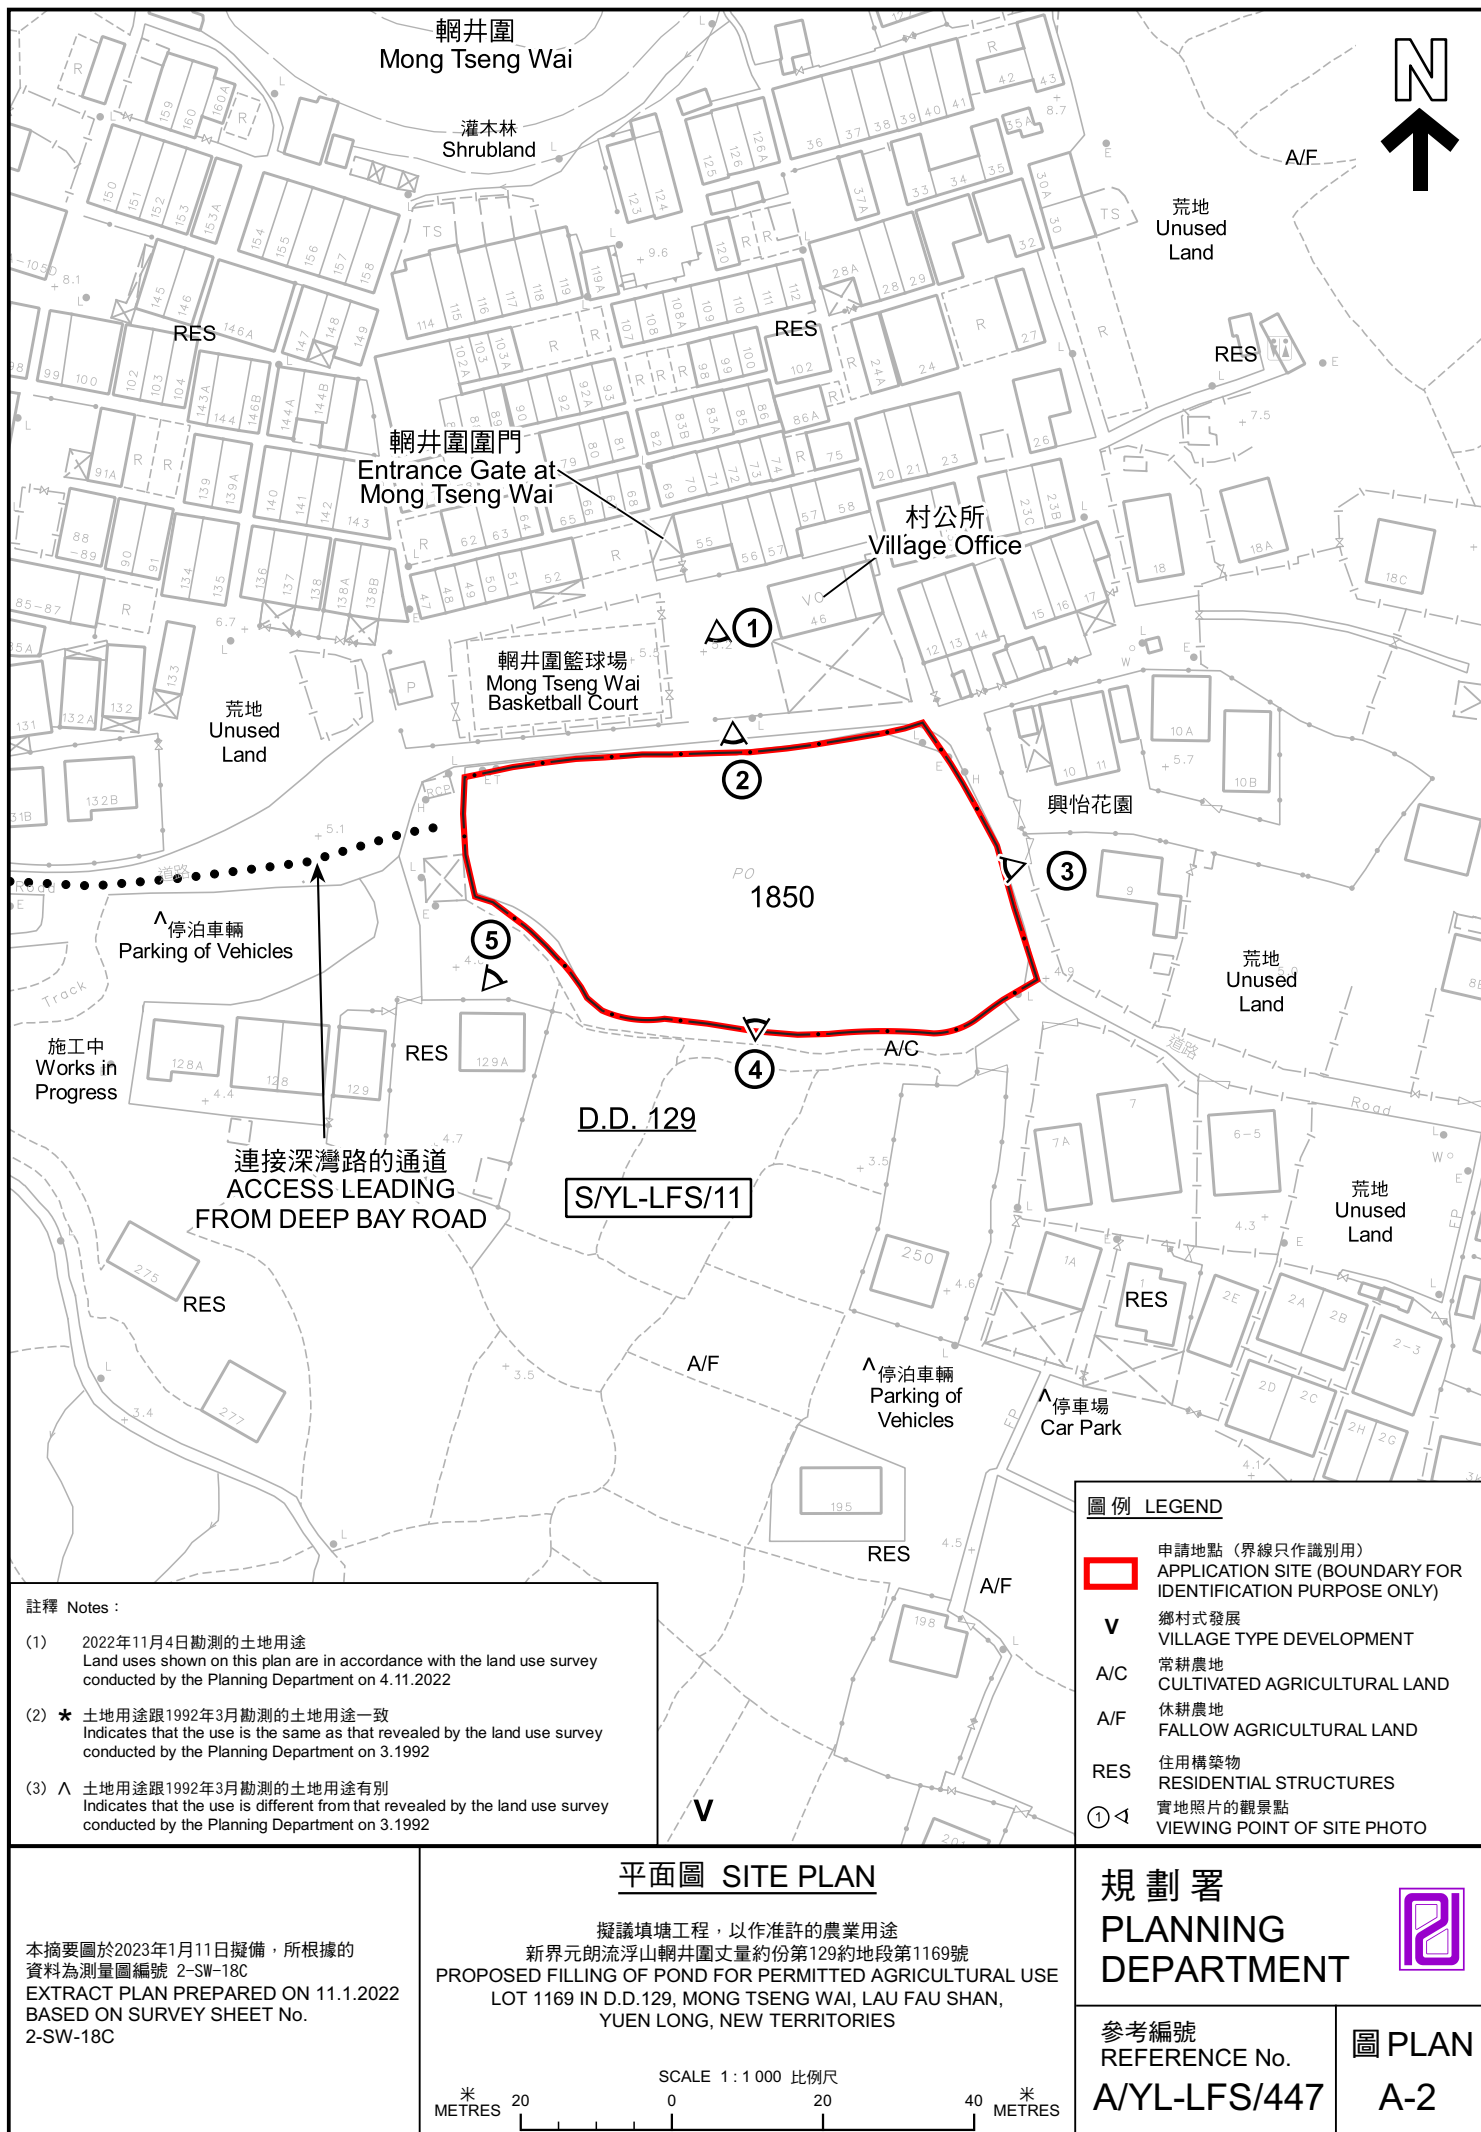 輞井圍
Mong Tseng Wai
灌木林
Shrubland
N
A/F
荒地
Unused
Land
RES
RES
RES
輞井圍圍門
Entrance Gate at
Mong Tseng Wai
村公所
Village Office
VO
46
1
輞井圍籃球場
Mong Tseng Wai
Basketball Court
荒地
Unused
Land
2
興怡花園
3
PO
1850
道路
Road
停泊車輛
^
Parking of Vehicles
5
荒地
Unused
Land
Track
施工中
Works in
Progress
RES
4
A/C
道路
Road
D.D. 129
連接深灣路的通道
ACCESS LEADING
FROM DEEP BAY ROAD
S/YL-LFS/11
荒地
Unused
Land
RES
RES
A/F
^停泊車輛
Parking of
Vehicles
^停車場
Car Park
RES
A/F
V
圖例 LEGEND
申請地點（界線只作識別用）
APPLICATION SITE (BOUNDARY FOR
IDENTIFICATION PURPOSE ONLY)
V 鄉村式發展
VILLAGE TYPE DEVELOPMENT
A/C 常耕農地
CULTIVATED AGRICULTURAL LAND
A/F 休耕農地
FALLOW AGRICULTURAL LAND
RES 住用構築物
RESIDENTIAL STRUCTURES
1 實地照片的觀景點
VIEWING POINT OF SITE PHOTO
註釋 Notes：
(1) 2022年11月4日勘測的土地用途
Land uses shown on this plan are in accordance with the land use survey
conducted by the Planning Department on 4.11.2022
(2) * 土地用途跟1992年3月勘測的土地用途一致
Indicates that the use is the same as that revealed by the land use survey
conducted by the Planning Department on 3.1992
(3) ^ 土地用途跟1992年3月勘測的土地用途有別
Indicates that the use is different from that revealed by the land use survey
conducted by the Planning Department on 3.1992
本摘要圖於2023年1月11日擬備，所根據的
資料為測量圖編號 2-SW-18C
EXTRACT PLAN PREPARED ON 11.1.2022
BASED ON SURVEY SHEET No.
2-SW-18C
平面圖 SITE PLAN
擬議填塘工程，以作准許的農業用途
新界元朗流浮山輞井圍丈量約份第129約地段第1169號
PROPOSED FILLING OF POND FOR PERMITTED AGRICULTURAL USE
LOT 1169 IN D.D.129, MONG TSENG WAI, LAU FAU SHAN,
YUEN LONG, NEW TERRITORIES
SCALE 1 : 1 000 比例尺
米
METRES 20 0 20 40 米
METRES
規劃署
PLANNING
DEPARTMENT
參考編號
REFERENCE No.
A/YL-LFS/447
圖 PLAN
A-2